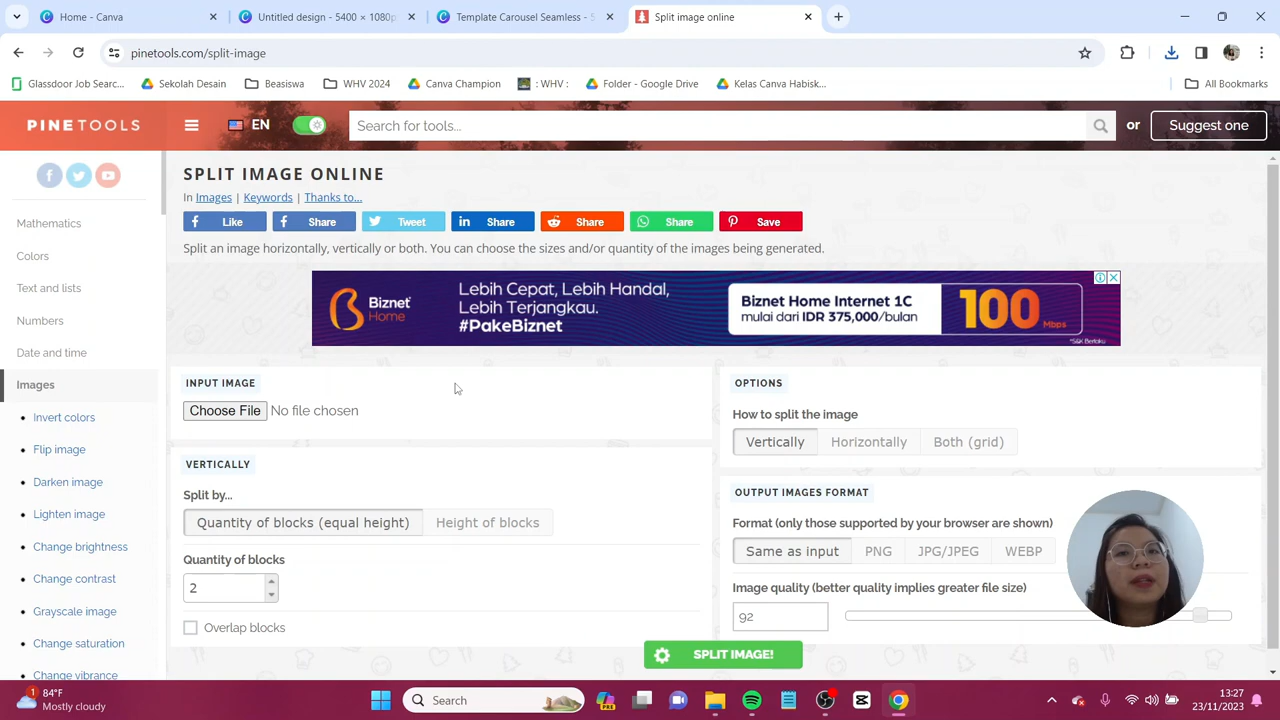 Home - Canva
Untitled design - 5400 × 1080p
Template Carousel Seamless - 5
Split image online
pinetools.com/split-image
Glassdoor Job Sear...
Sekolah Desain
Beasiswa
WHV 2024
Canva Champion
: WHV :
Folder - Google Drive
Kelas Canva Habisk...
All Bookmarks
PINETOOLS
EN
Search for tools...
or
Suggest one
SPLIT IMAGE ONLINE
In Images | Keywords | Thanks to...
Like
Share
Tweet
Share
Share
Share
Save
Split an image horizontally, vertically or both. You can choose the sizes and/or quantity of the images being generated.
Biznet
Home
Lebih Cepat, Lebih Handal,
Lebih Terjangkau.
#PakeBiznet
Biznet Home Internet 1C
mulai dari IDR 375,000/bulan
100
Mbps
*S&K Berlaku
Mathematics
Colors
Text and lists
Numbers
Date and time
Images
Invert colors
Flip image
Darken image
Lighten image
Change brightness
Change contrast
Grayscale image
Change saturation
Change vibrance
INPUT IMAGE
Choose File No file chosen
VERTICALLY
Split by...
Quantity of blocks (equal height)
Height of blocks
Quantity of blocks
2
Overlap blocks
OPTIONS
How to split the image
Vertically
Horizontally
Both (grid)
OUTPUT IMAGES FORMAT
Format (only those supported by your browser are shown)
Same as input
PNG
JPG/JPEG
WEBP
Image quality (better quality implies greater file size)
92
SPLIT IMAGE!
1
84°F
Mostly cloudy
Search
PRE
13:27
23/11/2023